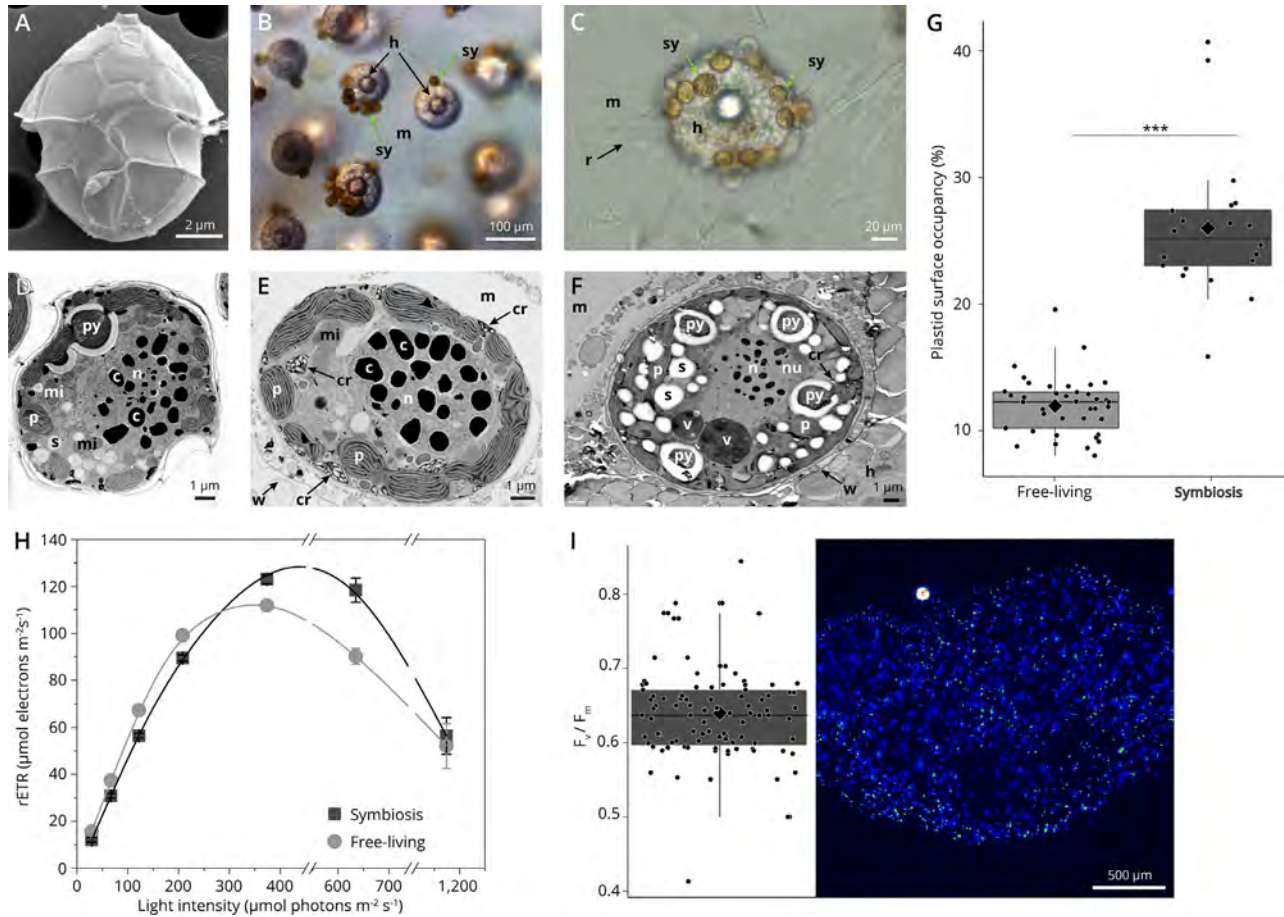 A
2 µm
B
h
sy
m
sy
100 µm
C
sy
sy
m
h
r
20 µm
D
py
c
n
mi
c
p
s
mi
1 µm
E
m
cr
mi
c
cr
p
n
p
w
cr
1 µm
F
m
py
py
cr
p
s
n
nu
s
py
v
p
v
py
h
w
1 µm
G
Plastid surface occupancy (%)
40
30
20
10
***
Free-living
Symbiosis
H
rETR (µmol electrons m-2s-1)
140
120
100
80
60
40
20
0
0
100
200
300
400
600
700
1,200
Symbiosis
Free-living
Light intensity (µmol photons m-2 s-1)
I
Fv / Fm
0.8
0.7
0.6
0.5
0.4
500 µm